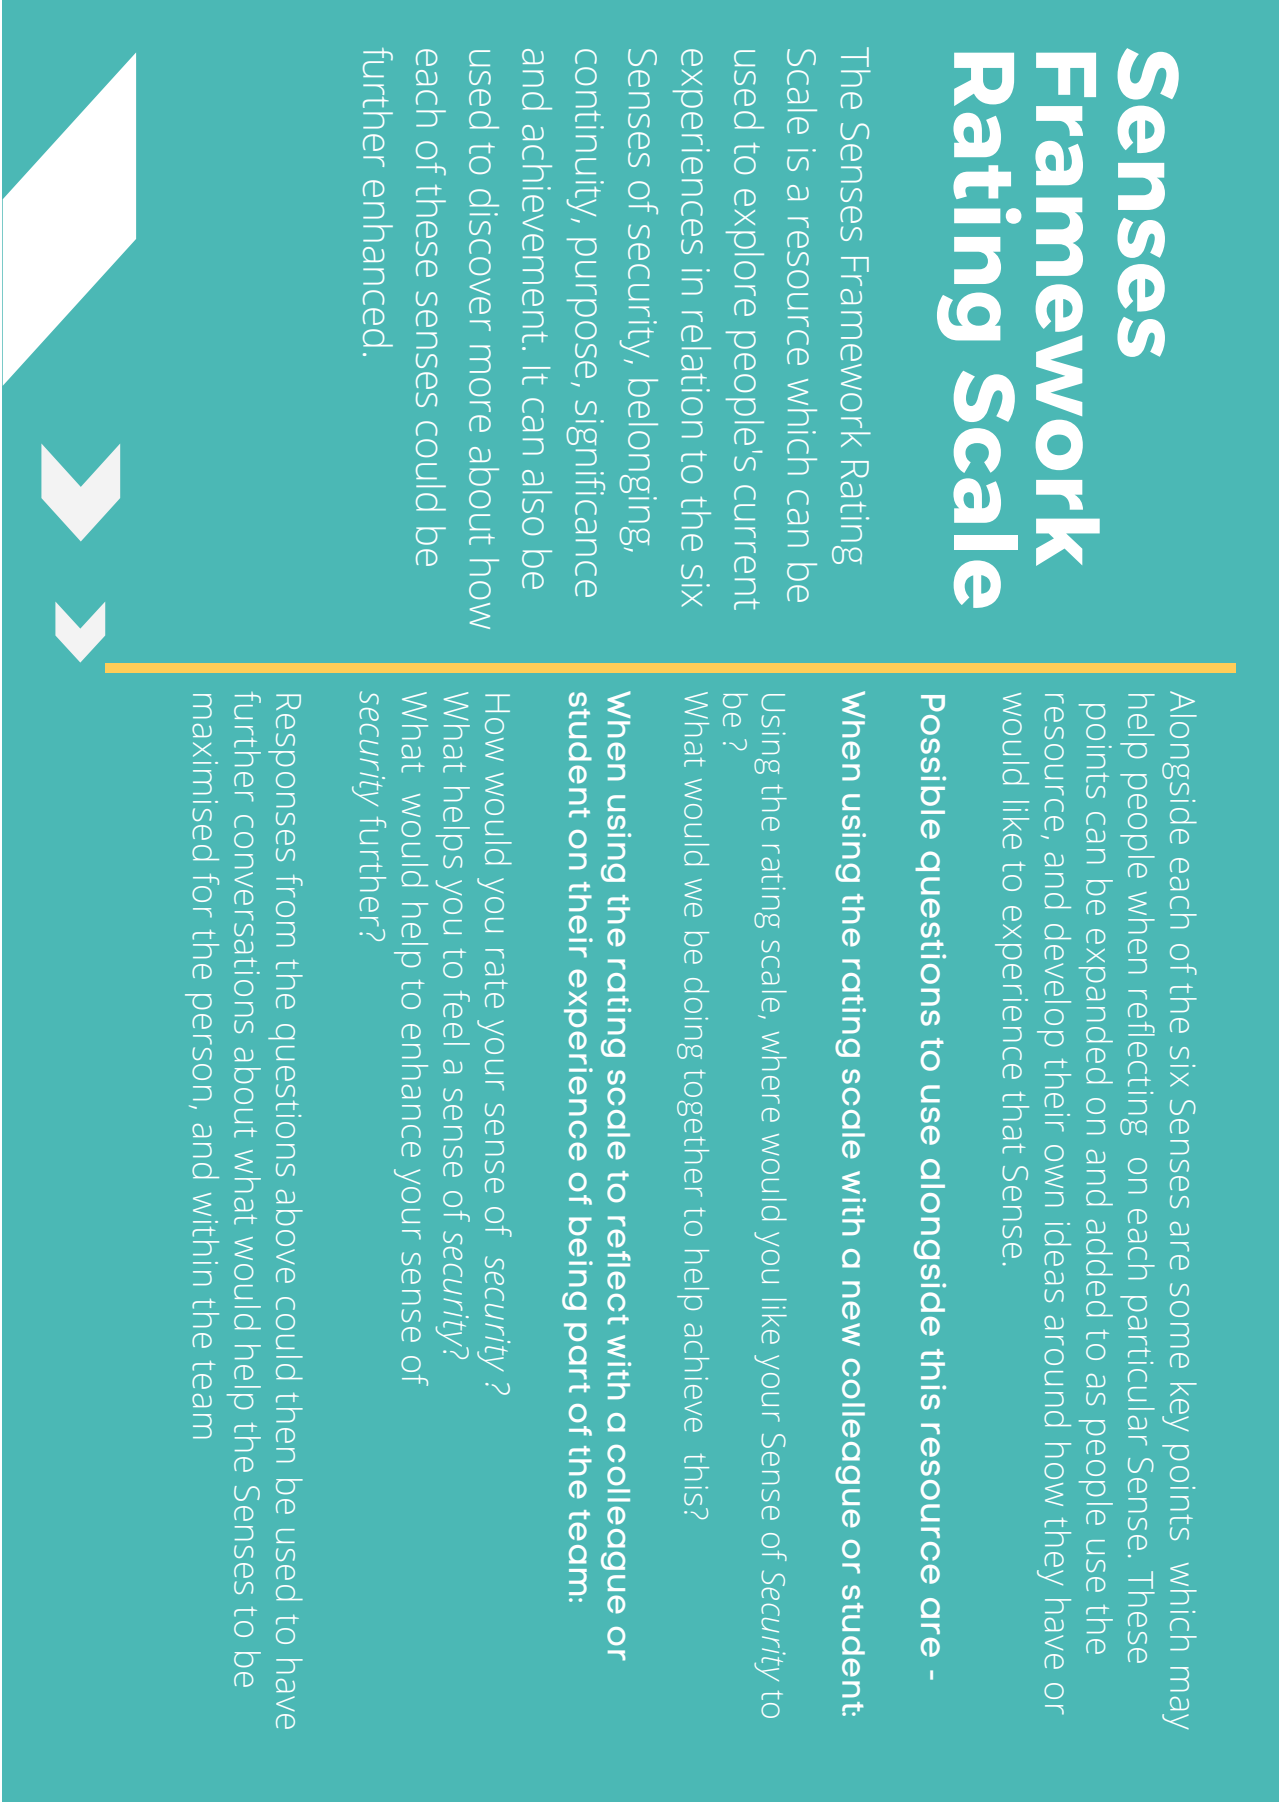 Senses
Framework
Rating Scale
The Senses Framework Rating
Scale is a resource which can be
used to explore people's current
experiences in relation to the six
Senses of security, belonging,
continuity, purpose, significance
and achievement. It can also be
used to discover more about how
each of these senses could be
further enhanced.
Alongside each of the six Senses are some key points which may
help people when reflecting on each particular Sense. These
points can be expanded on and added to as people use the
resource, and develop their own ideas around how they have or
would like to experience that Sense.
Possible questions to use alongside this resource are -
When using the rating scale with a new colleague or student:
Using the rating scale, where would you like your Sense of Security to
be ?
What would we be doing together to help achieve this?
When using the rating scale to reflect with a colleague or
student on their experience of being part of the team:
How would you rate your sense of security ?
What helps you to feel a sense of security?
What would help to enhance your sense of
security further?
Responses from the questions above could then be used to have
further conversations about what would help the Senses to be
maximised for the person, and within the team